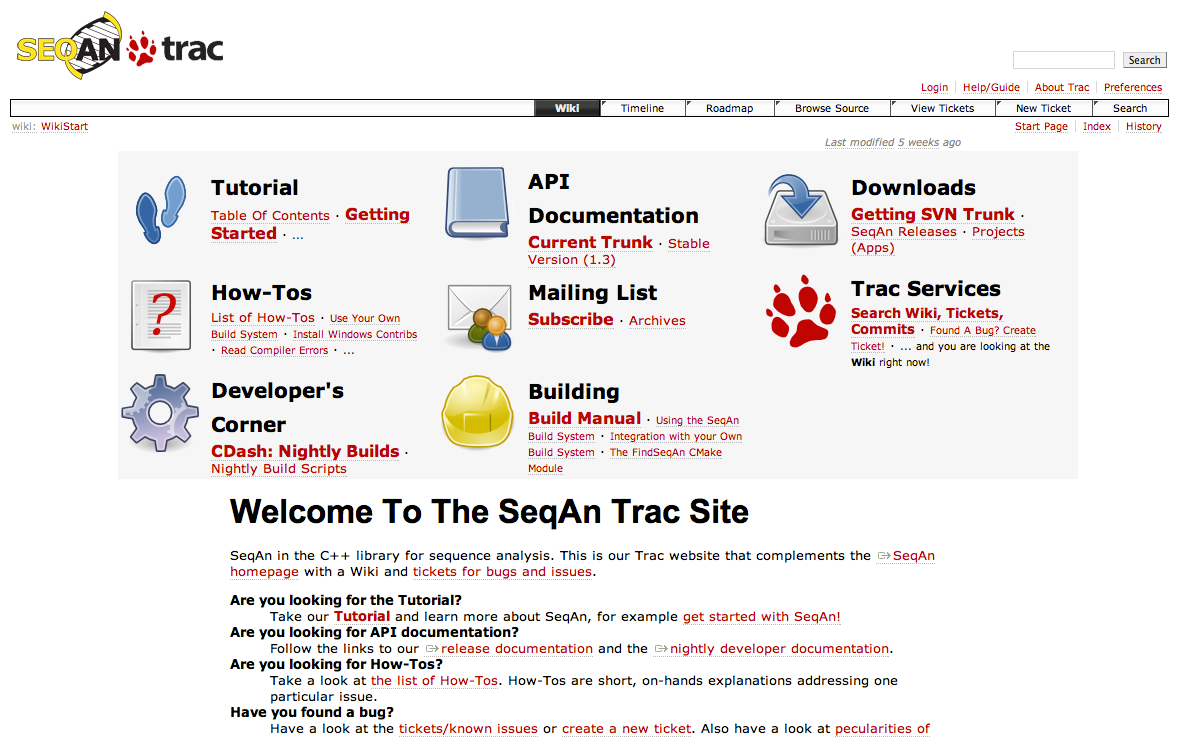 SEQAN trac
Search
Login Help/Guide About Trac Preferences
Wiki Timeline Roadmap Browse Source View Tickets New Ticket Search
wiki: WikiStart
Start Page Index History
Last modified 5 weeks ago
Tutorial
Table Of Contents · Getting
Started · ...
API
Documentation
Current Trunk · Stable
Version (1.3)
Downloads
Getting SVN Trunk ·
SeqAn Releases · Projects
(Apps)
?
How-Tos
List of How-Tos · Use Your Own
Build System · Install Windows Contribs
· Read Compiler Errors · ...
Mailing List
Subscribe · Archives
Trac Services
Search Wiki, Tickets,
Commits · Found A Bug? Create
Ticket! · ... and you are looking at the
Wiki right now!
Developer's
Corner
CDash: Nightly Builds ·
Nightly Build Scripts
Building
Build Manual · Using the SeqAn
Build System · Integration with your Own
Build System · The FindSeqAn CMake
Module
Welcome To The SeqAn Trac Site
SeqAn in the C++ library for sequence analysis. This is our Trac website that complements the SeqAn
homepage with a Wiki and tickets for bugs and issues.
Are you looking for the Tutorial?
Take our Tutorial and learn more about SeqAn, for example get started with SeqAn!
Are you looking for API documentation?
Follow the links to our release documentation and the nightly developer documentation.
Are you looking for How-Tos?
Take a look at the list of How-Tos. How-Tos are short, on-hands explanations addressing one
particular issue.
Have you found a bug?
Have a look at the tickets/known issues or create a new ticket. Also have a look at pecularities of